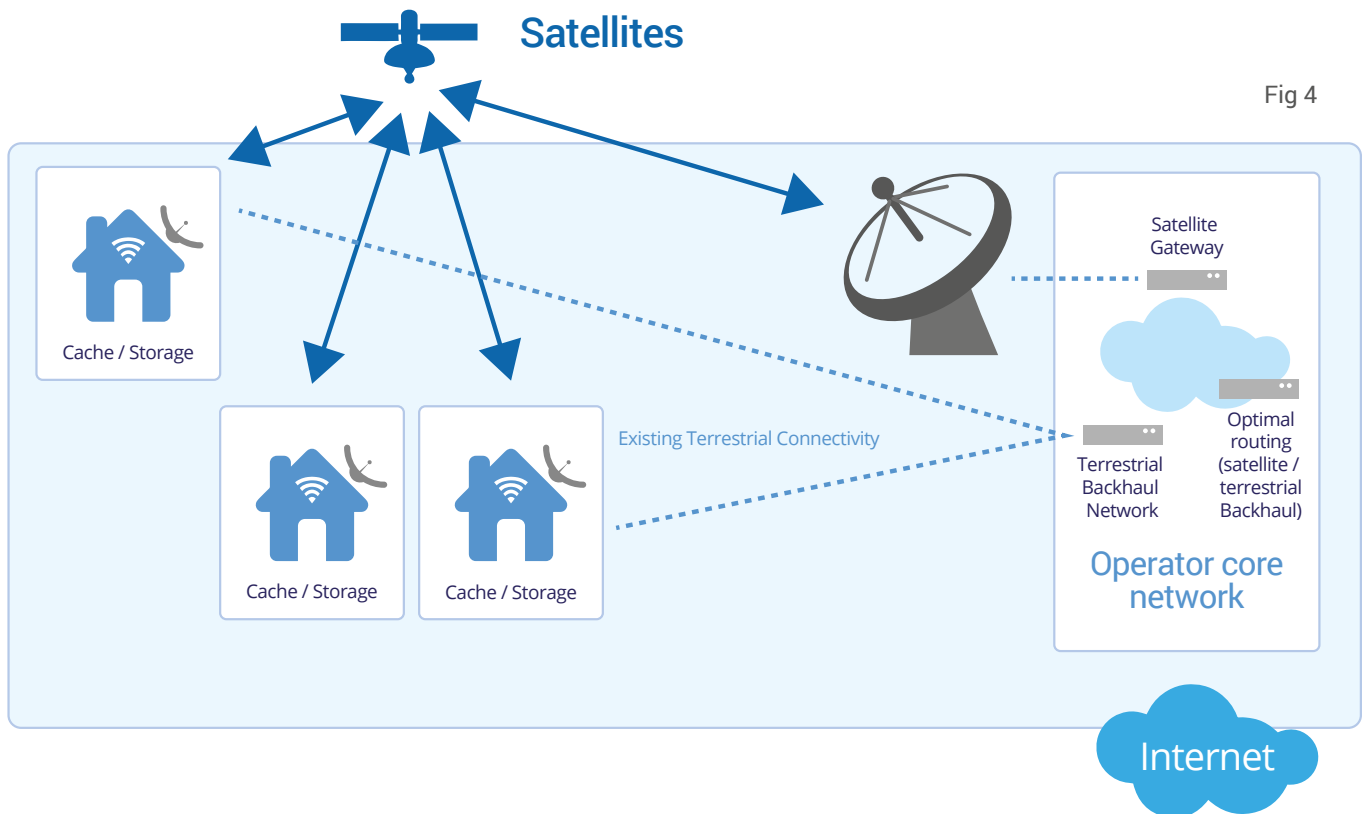 Satellites
Fig 4
Satellite
Gateway
Cache / Storage
Existing Terrestrial Connectivity
Terrestrial
Backhaul
Network
Optimal
routing
(satellite /
terrestrial
Backhaul)
Operator core
network
Cache / Storage
Cache / Storage
Internet